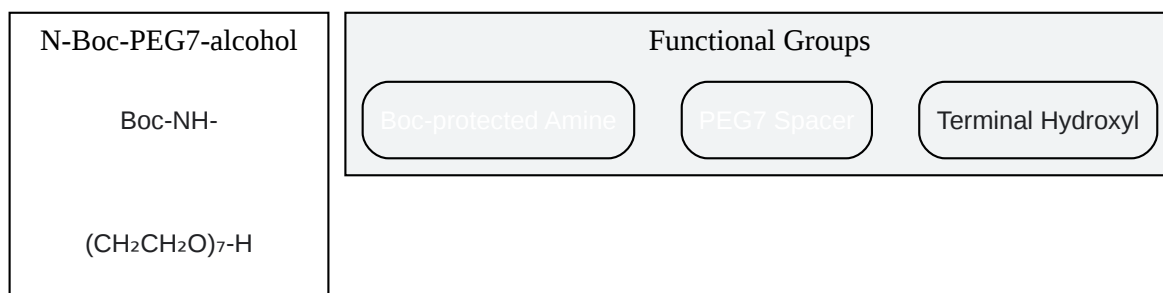 N-Boc-PEG7-alcohol
Boc-NH-
(CH₂CH₂O)₇-H
Functional Groups
Boc-protected Amine
PEG7 Spacer
Terminal Hydroxyl